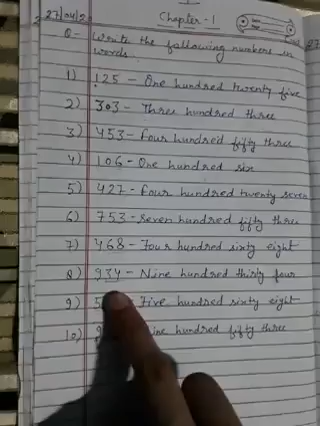 27/04/2
Chapter-1
Q- Write the following numbers in
words.
1) 125 - One hundred twenty five
2) 303 - Three hundred three
3) 453 - Four hundred fifty three
4) 106 - One hundred six
5) 427 - Four hundred twenty seven
6) 753 - Seven hundred fifty three
7) 468 - Four hundred sixty eight
8) 934 - Nine hundred thirty four
9) 5 Five hundred sixty eight
10) hundred fifty three